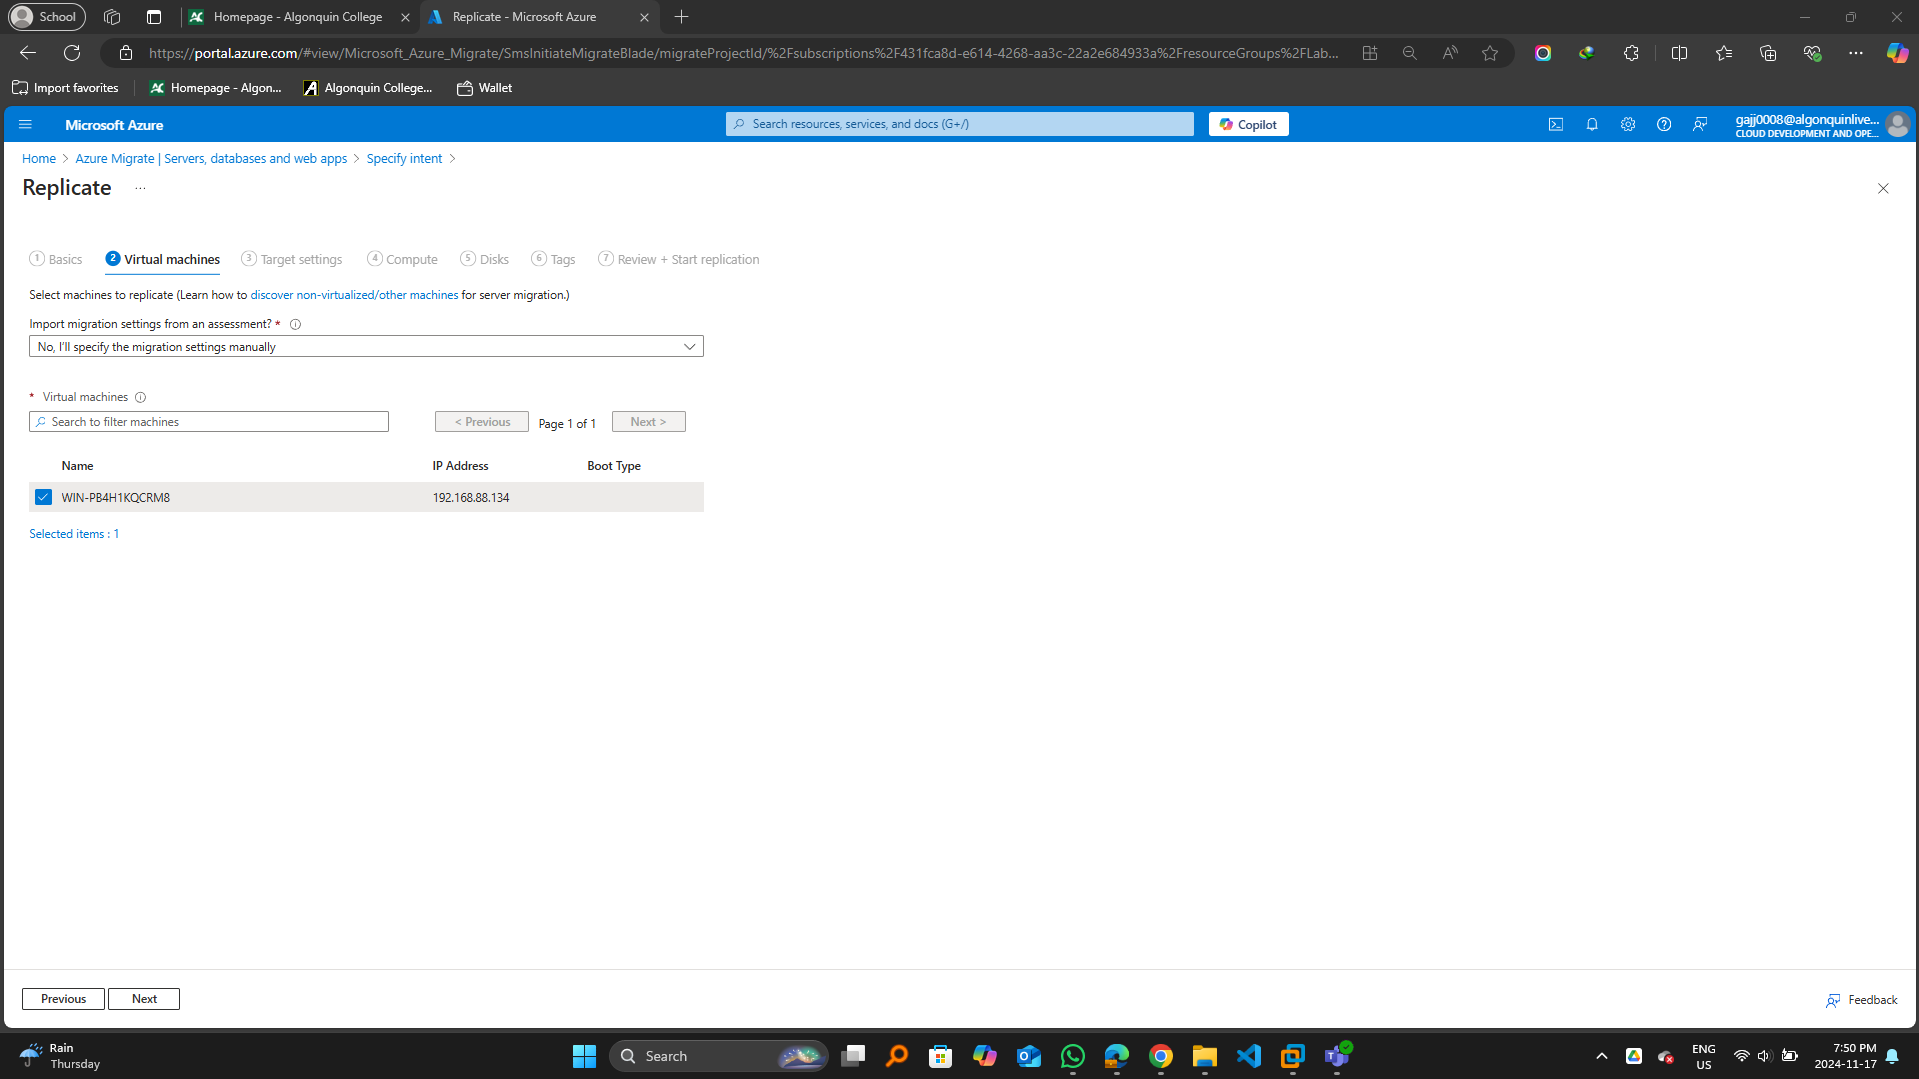 School
Homepage - Algonquin College
Replicate - Microsoft Azure
https://portal.azure.com/#view/Microsoft_Azure_Migrate/SmsInitiateMigrateBlade/migrateProjectId/%2Fsubscriptions%2F431fca8d-e614-4268-aa3c-22a2e684933a%2FresourceGroups%2FLab...
Import favorites
Homepage - Algon...
Algonquin College...
Wallet
Microsoft Azure
Search resources, services, and docs (G+/)
Copilot
gajj0008@algonquinlive...
CLOUD DEVELOPMENT AND OPE...
Home > Azure Migrate | Servers, databases and web apps > Specify intent >
Replicate ...
1 Basics
2 Virtual machines
3 Target settings
4 Compute
5 Disks
6 Tags
7 Review + Start replication
Select machines to replicate (Learn how to discover non-virtualized/other machines for server migration.)
Import migration settings from an assessment? *
No, I'll specify the migration settings manually
* Virtual machines
Search to filter machines
< Previous
Page 1 of 1
Next >
Name IP Address Boot Type
WIN-PB4H1KQCRM8 192.168.88.134
Selected items : 1
Previous
Next
Feedback
Rain
Thursday
Search
ENG
US
7:50 PM
2024-11-17